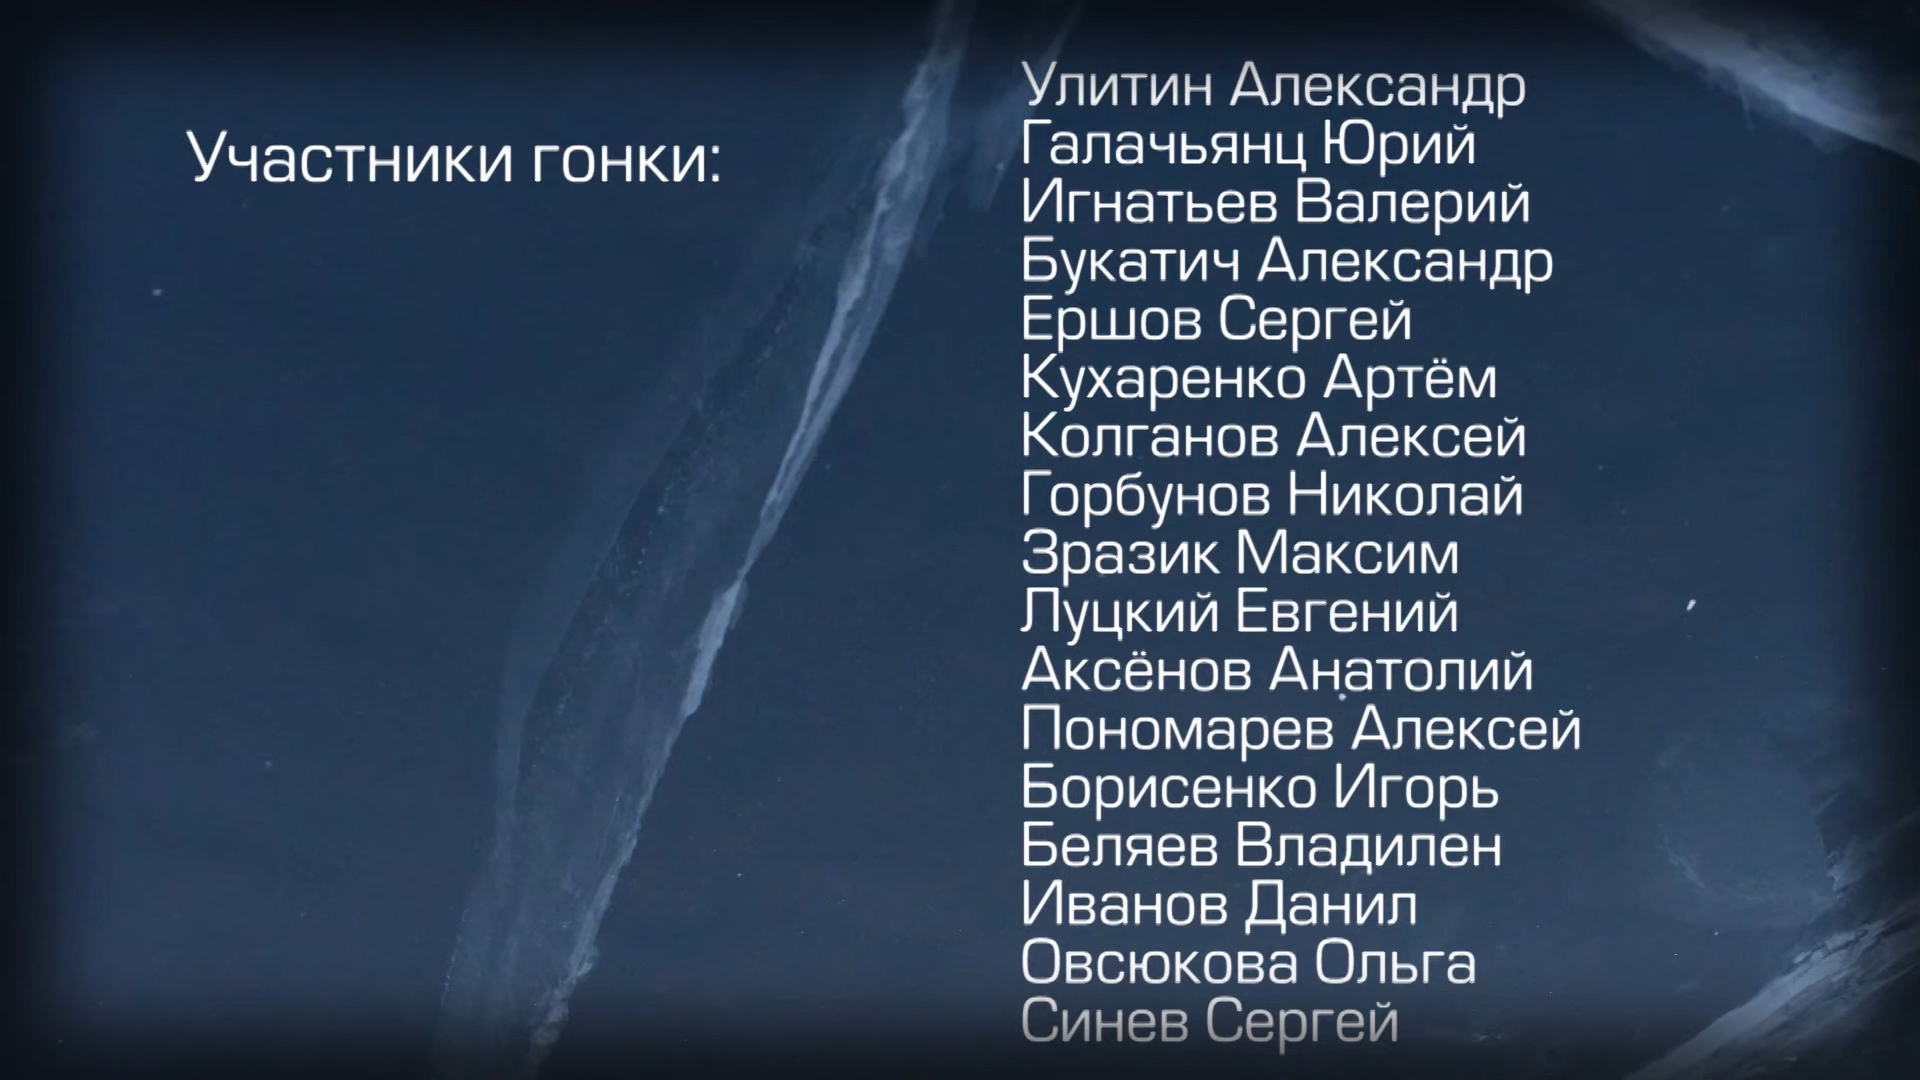 Участники гонки:
Улитин Александр
Галачьянц Юрий
Игнатьев Валерий
Букатич Александр
Ершов Сергей
Кухаренко Артём
Колганов Алексей
Горбунов Николай
Зразик Максим
Луцкий Евгений
Аксёнов Анатолий
Пономарев Алексей
Борисенко Игорь
Беляев Владилен
Иванов Данил
Овсюкова Ольга
Синев Сергей